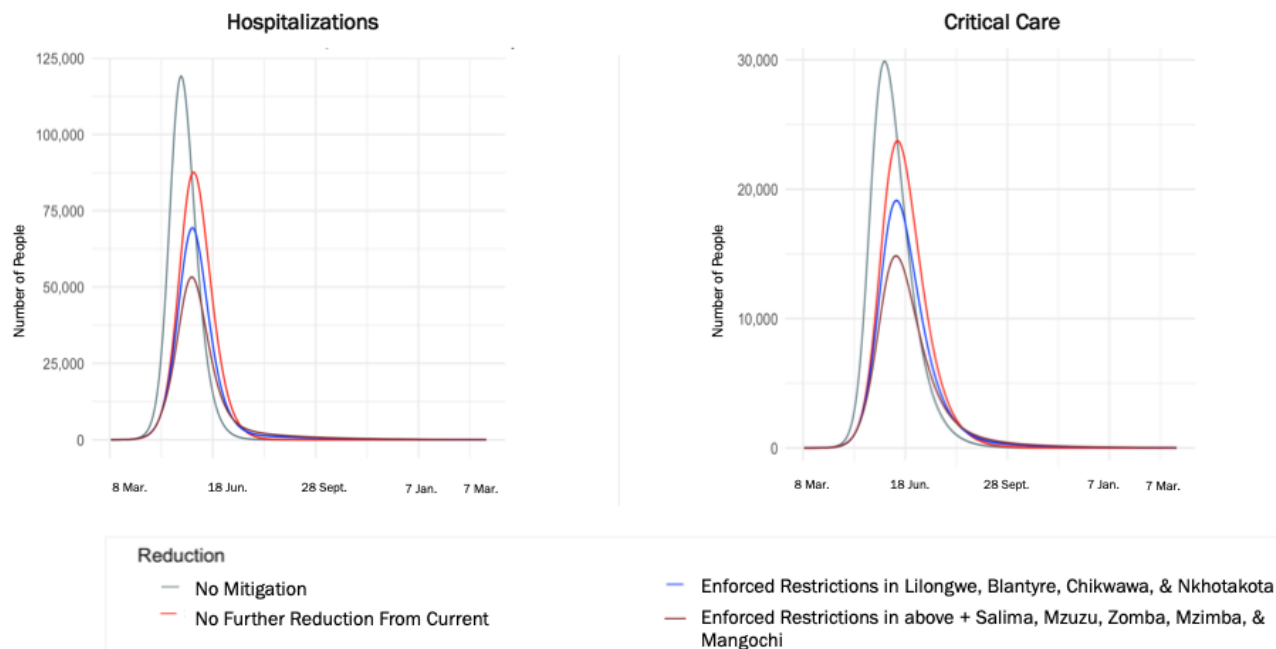 Hospitalizations
Number of People
125,000
100,000
75,000
50,000
25,000
0
8 Mar.
18 Jun.
28 Sept.
7 Jan.
7 Mar.
Critical Care
Number of People
30,000
20,000
10,000
0
8 Mar.
18 Jun.
28 Sept.
7 Jan.
7 Mar.
Reduction
No Mitigation
No Further Reduction From Current
Enforced Restrictions in Lilongwe, Blantyre, Chikwawa, & Nkhotakota
Enforced Restrictions in above + Salima, Mzuzu, Zomba, Mzimba, &
Mangochi